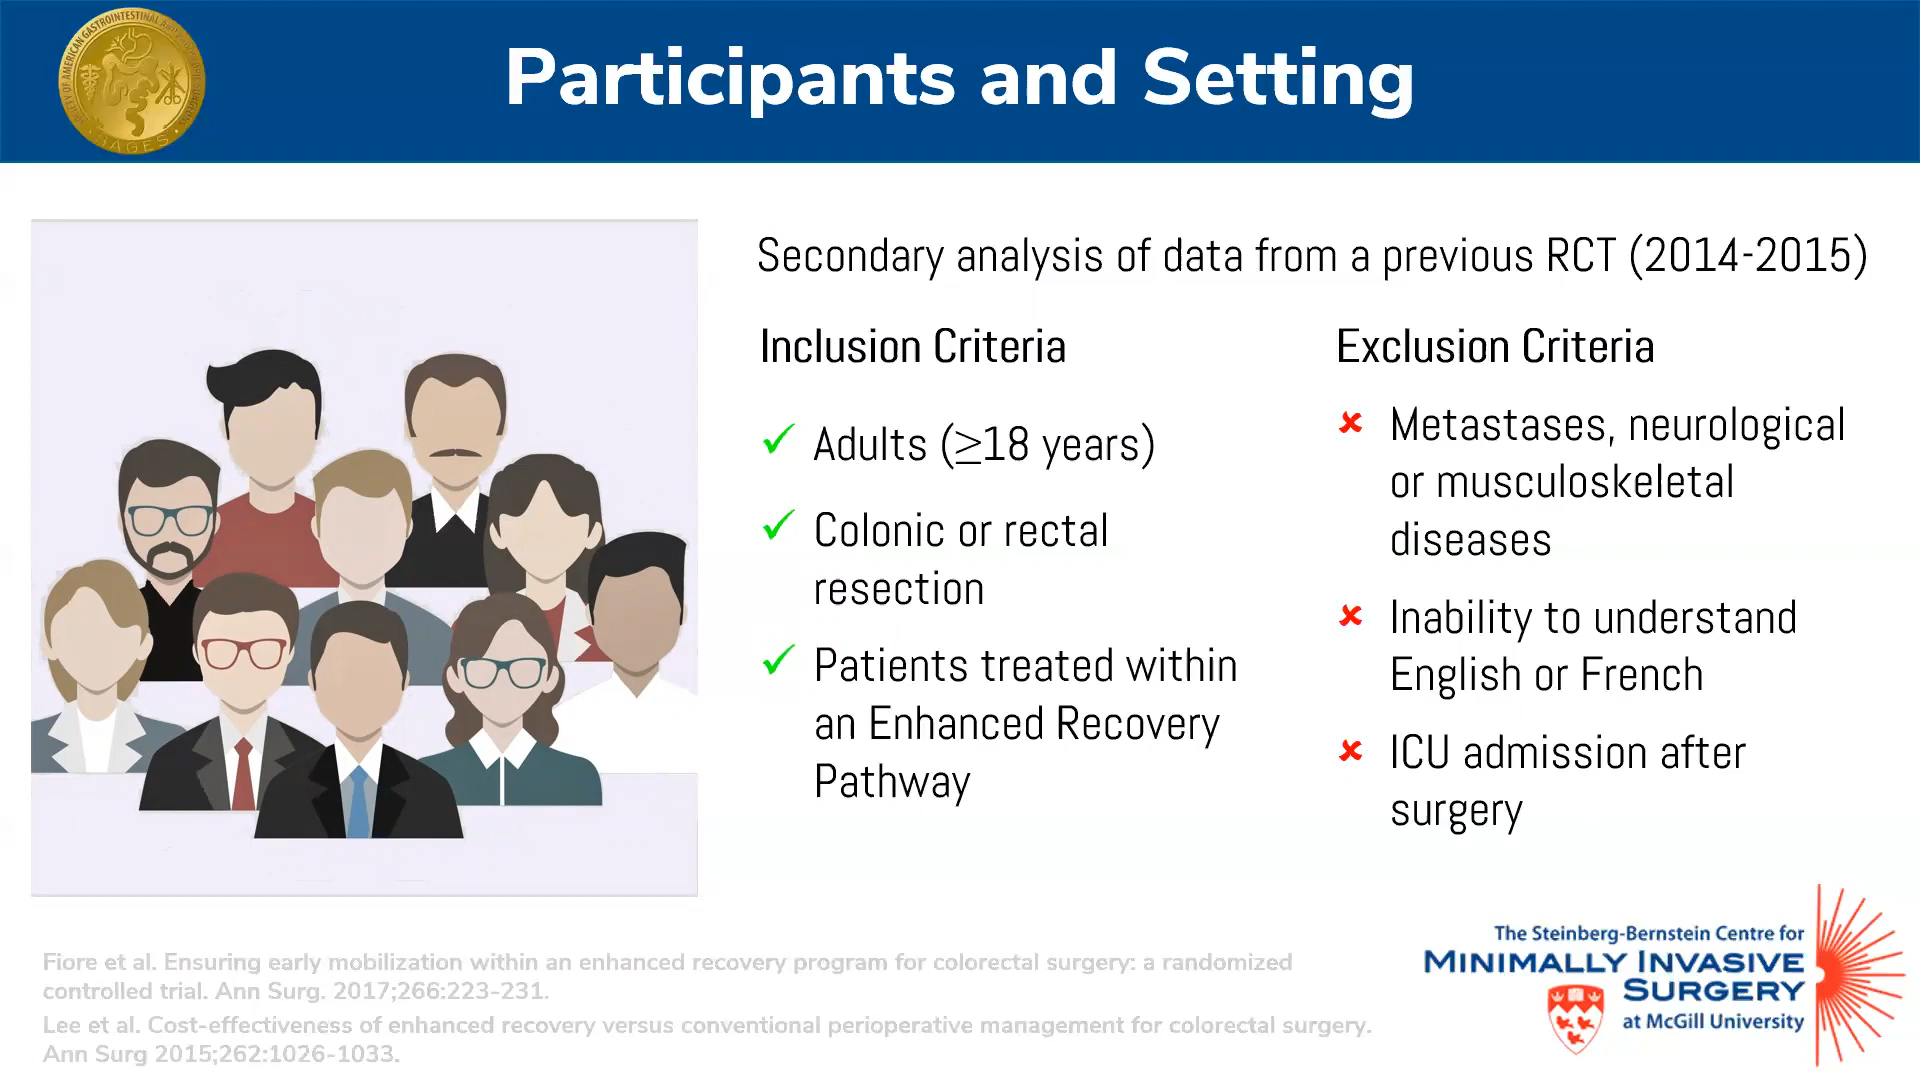 Participants and Setting
SAGES
Secondary analysis of data from a previous RCT (2014-2015)
Inclusion Criteria
✓ Adults (≥18 years)
✓ Colonic or rectal
resection
✓ Patients treated within
an Enhanced Recovery
Pathway
Exclusion Criteria
✘ Metastases, neurological
or musculoskeletal
diseases
✘ Inability to understand
English or French
✘ ICU admission after
surgery
Fiore et al. Ensuring early mobilization within an enhanced recovery program for colorectal surgery: a randomized
controlled trial. Ann Surg. 2017;266:223-231.
Lee et al. Cost-effectiveness of enhanced recovery versus conventional perioperative management for colorectal surgery.
Ann Surg 2015;262:1026-1033.
The Steinberg-Bernstein Centre for
MINIMALLY INVASIVE
SURGERY
at McGill University